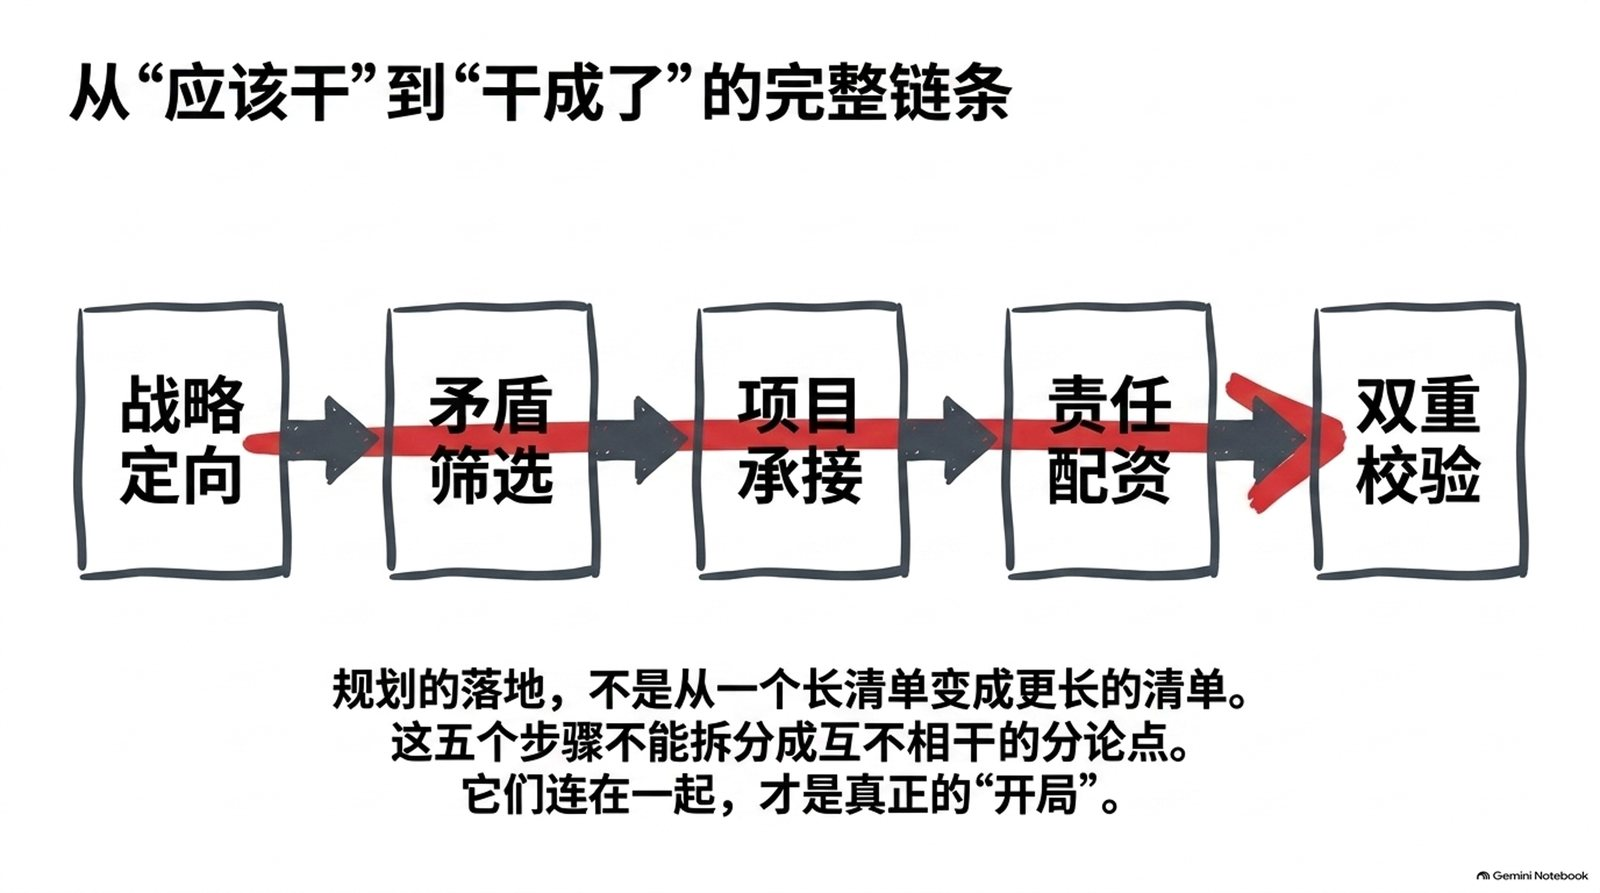 从“应该干”到“干成了”的完整链条
战略
定向
矛盾
筛选
项目
承接
责任
配资
双重
校验
规划的落地，不是从一个长清单变成更长的清单。
这五个步骤不能拆分成互不相干的分论点。
它们连在一起，才是真正的“开局”。
Gemini Notebook